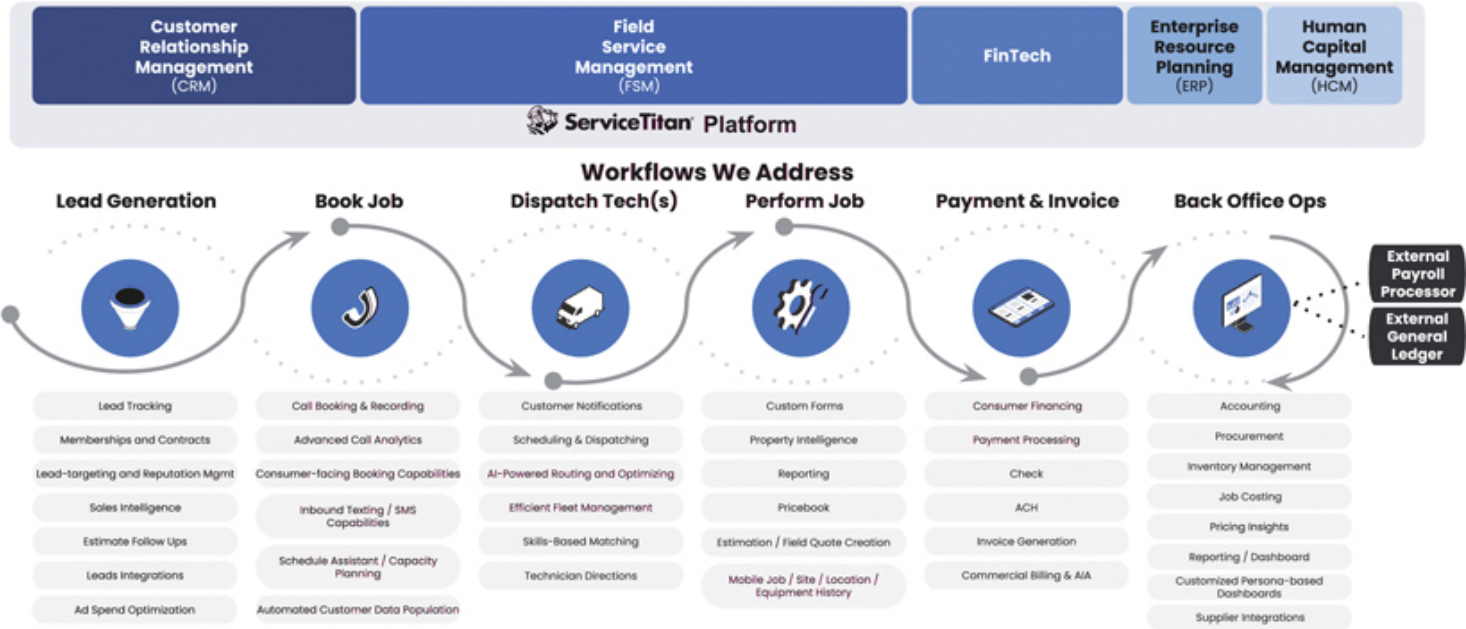 Customer
Relationship
Management
(CRM)
Field
Service
Management
(FSM)
FinTech
Enterprise
Resource
Planning
(ERP)
Human
Capital
Management
(HCM)
ServiceTitan Platform
Workflows We Address
Lead Generation
Book Job
Dispatch Tech(s)
Perform Job
Payment & Invoice
Back Office Ops
External
Payroll
Processor
External
General
Ledger
Lead Tracking
Memberships and Contracts
Lead-targeting and Reputation Mgmt
Sales Intelligence
Estimate Follow Ups
Leads Integrations
Ad Spend Optimization
Call Booking & Recording
Advanced Call Analytics
Consumer-facing Booking Capabilities
Inbound Texting / SMS
Capabilities
Schedule Assistant / Capacity
Planning
Automated Customer Data Population
Customer Notifications
Scheduling & Dispatching
AI-Powered Routing and Optimizing
Efficient Fleet Management
Skills-Based Matching
Technician Directions
Custom Forms
Property Intelligence
Reporting
Pricebook
Estimation / Field Quote Creation
Mobile Job / Site / Location /
Equipment History
Consumer Financing
Payment Processing
Check
ACH
Invoice Generation
Commercial Billing & AIA
Accounting
Procurement
Inventory Management
Job Costing
Pricing Insights
Reporting / Dashboard
Customized Persona-based
Dashboards
Supplier Integrations